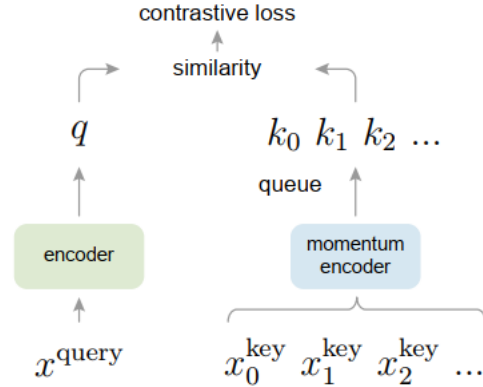 contrastive loss
similarity
q k₀ k₁ k₂ ...
queue
encoder
momentum
encoder
x^query x₀^key x₁^key x₂^key ...